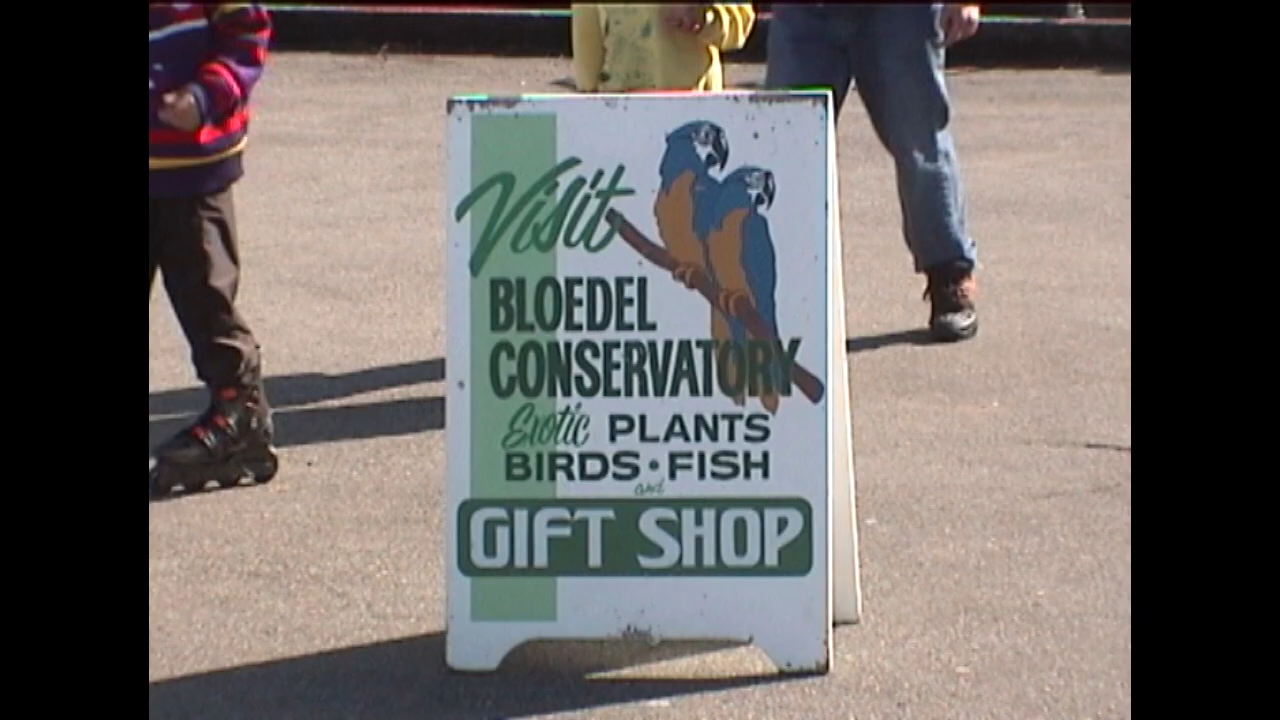 Visit
BLOEDEL
CONSERVATORY
Exotic PLANTS
BIRDS • FISH
and
GIFT SHOP